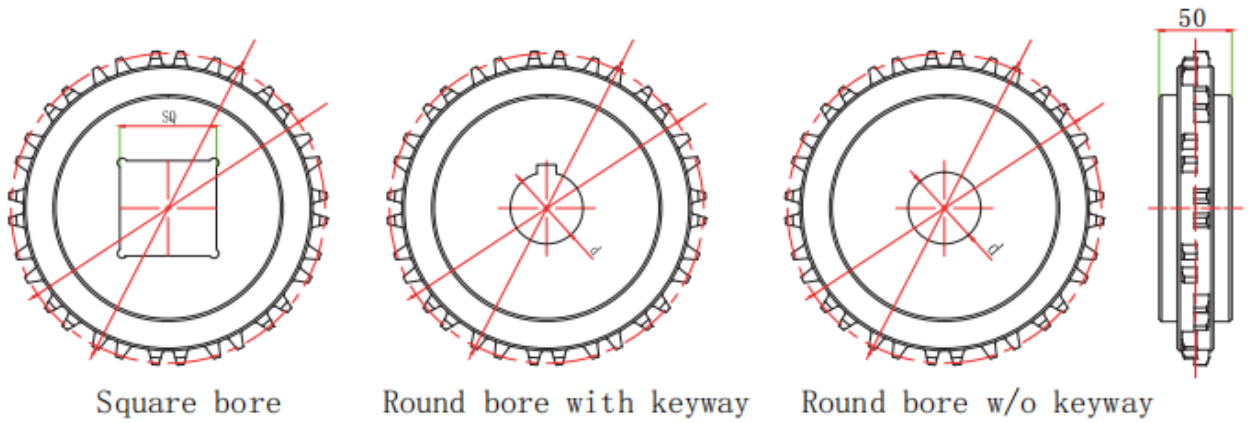 50
SQ
d
D
Square bore
Round bore with keyway
Round bore w/o keyway